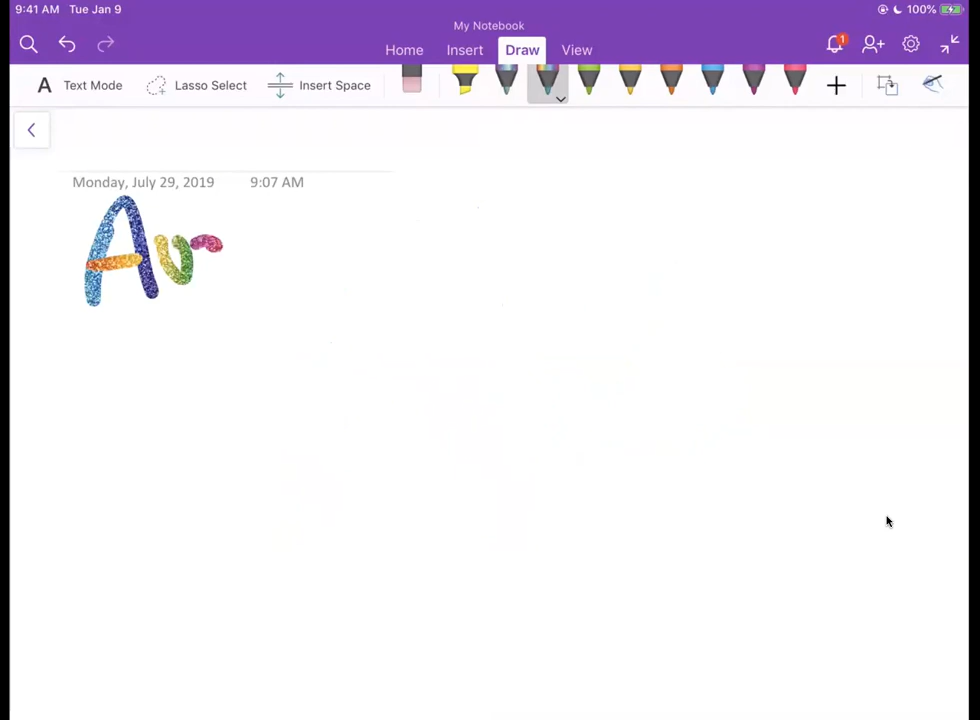 9:41 AM Tue Jan 9 100%
My Notebook
1
Home Insert Draw View
A Text Mode Lasso Select Insert Space
Monday, July 29, 2019 9:07 AM